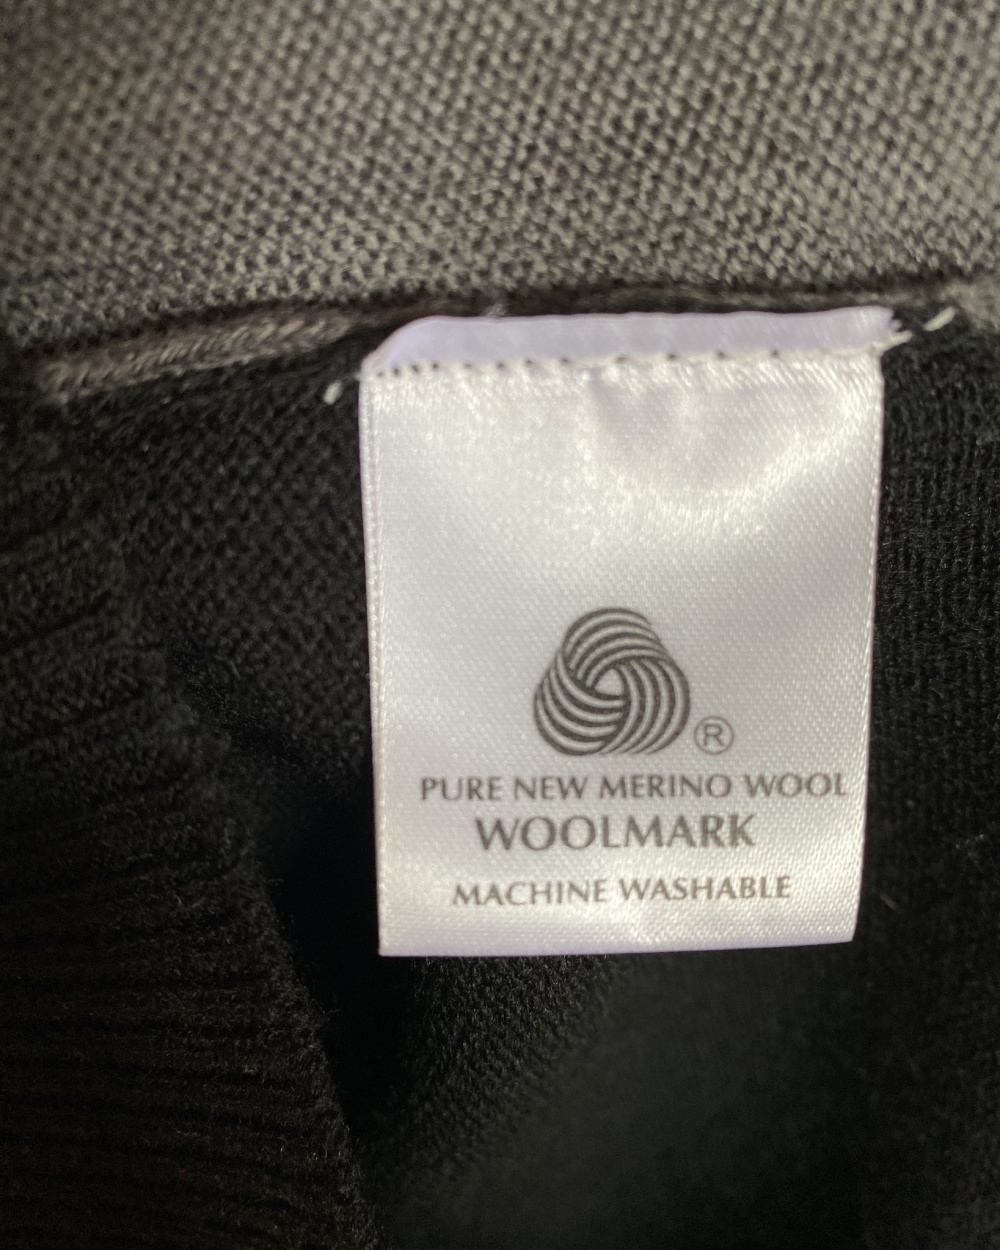 ®
PURE NEW MERINO WOOL
WOOLMARK
MACHINE WASHABLE